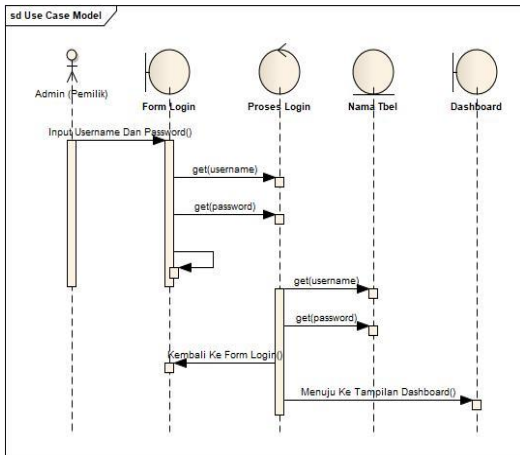 sd Use Case Model
Admin (Pemilik)
Form Login
Proses Login
Nama Tbel
Dashboard
Input Username Dan Password()
get(username)
get(password)
get(username)
get(password)
Kembali Ke Form Login()
Menuju Ke Tampilan Dashboard()